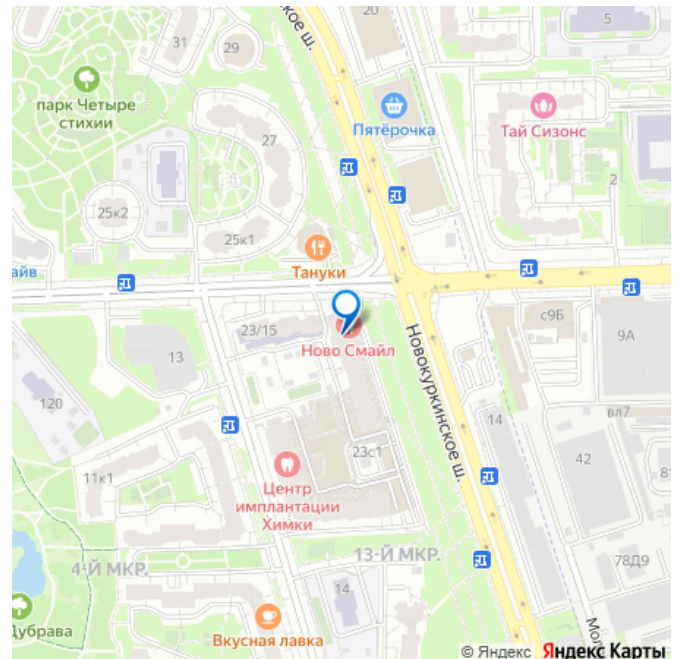 кое ш.
20
5
31
29
парк Четыре
стихии
Пятёрочка
Тай Сизонс
27
2
25к2
25к1
айв
Тануки
23/15
Ново Смайл
с9Б
9А
13
Новокуркинское ш.
120
14
вл7
23с1
42
11к1
Центр
имплантации
Химки
13-Й МКР.
4-Й МКР.
78Д9
14
Дубрава
Вкусная лавка
© Яндекс Яндекс Карты